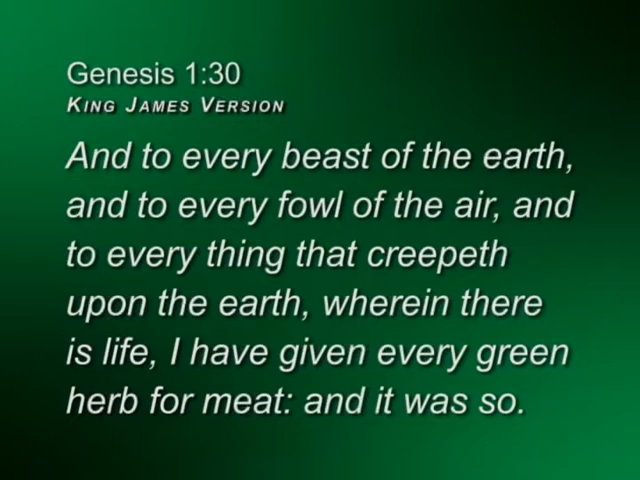 Genesis 1:30
King James Version
And to every beast of the earth,
and to every fowl of the air, and
to every thing that creepeth
upon the earth, wherein there
is life, I have given every green
herb for meat: and it was so.